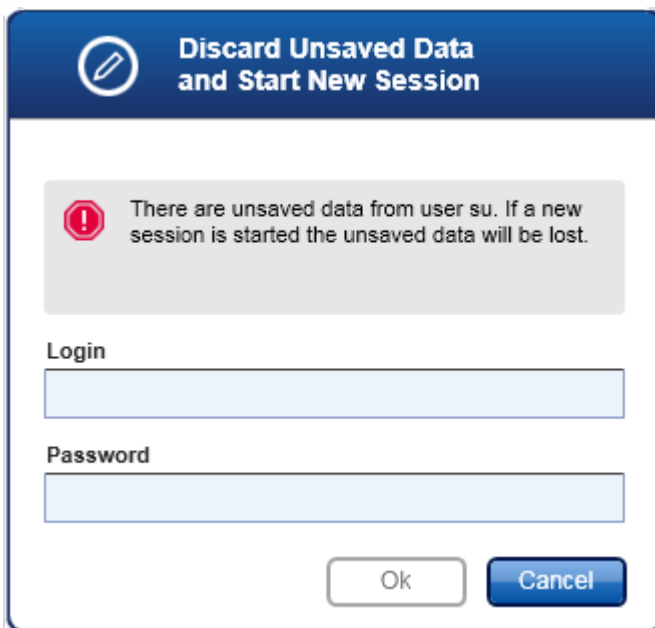 Discard Unsaved Data
and Start New Session
There are unsaved data from user su. If a new
session is started the unsaved data will be lost.
Login
Password
Ok
Cancel